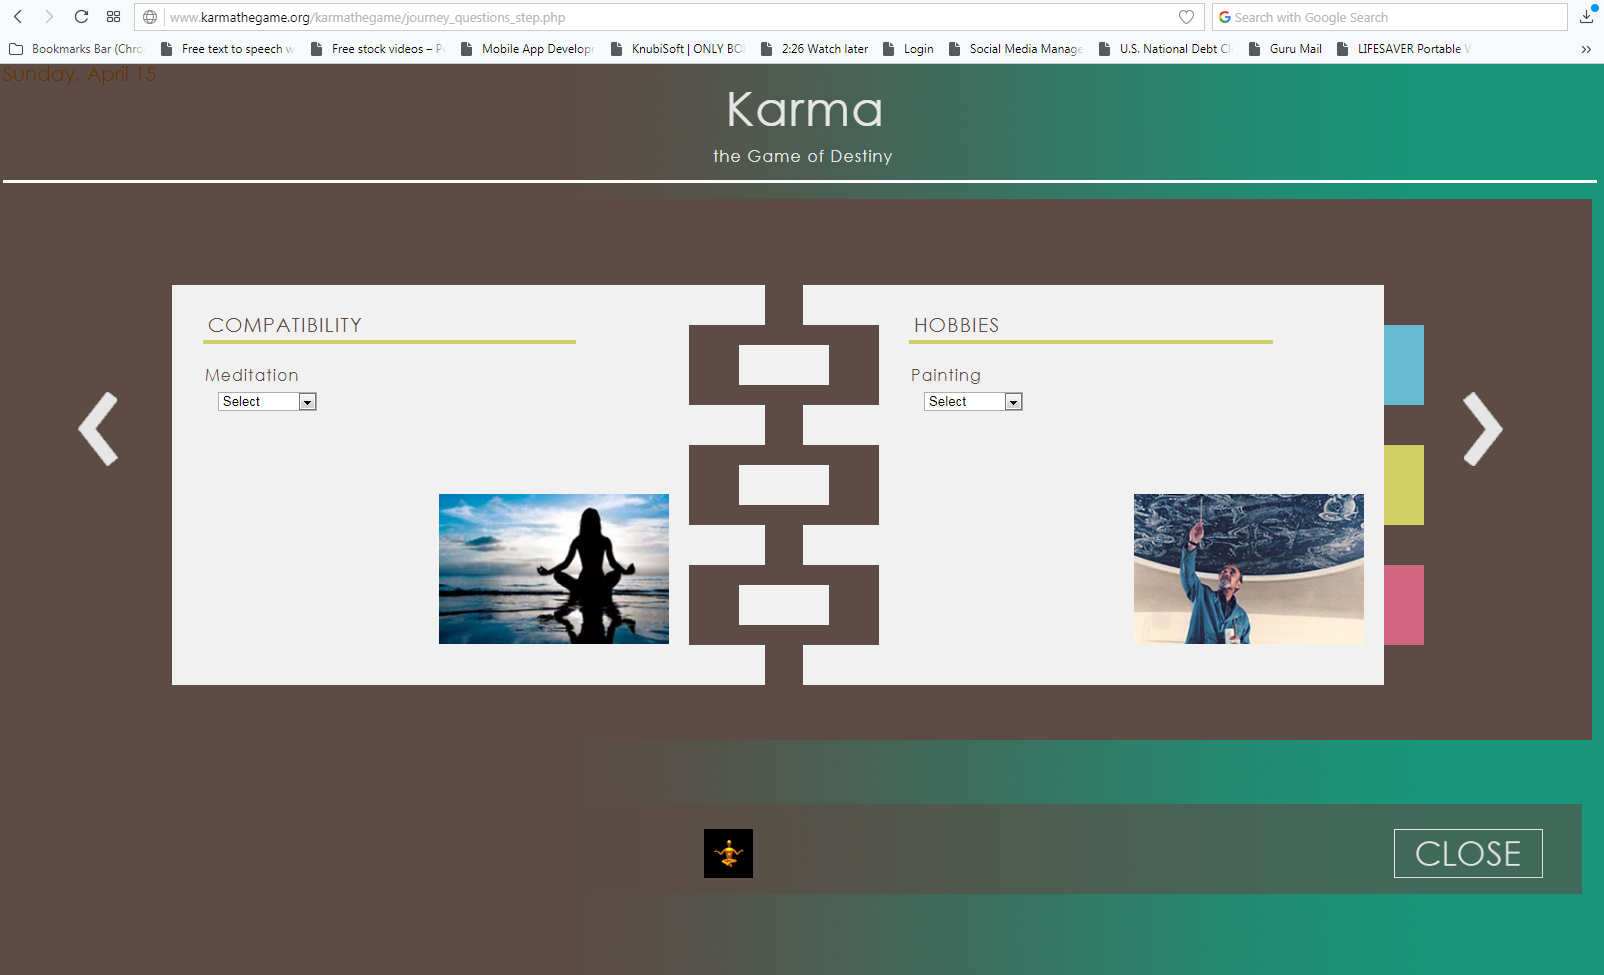 www.karmathegame.org/karmathegame/journey_questions_step.php
Search with Google Search
Bookmarks Bar (Chro
Free text to speech w
Free stock videos – P
Mobile App Develop
KnubiSoft | ONLY BO
2:26 Watch later
Login
Social Media Manage
U.S. National Debt Cl
Guru Mail
LIFESAVER Portable
Sunday, April 15
Karma
the Game of Destiny
COMPATIBILITY
Meditation
Select
HOBBIES
Painting
Select
CLOSE